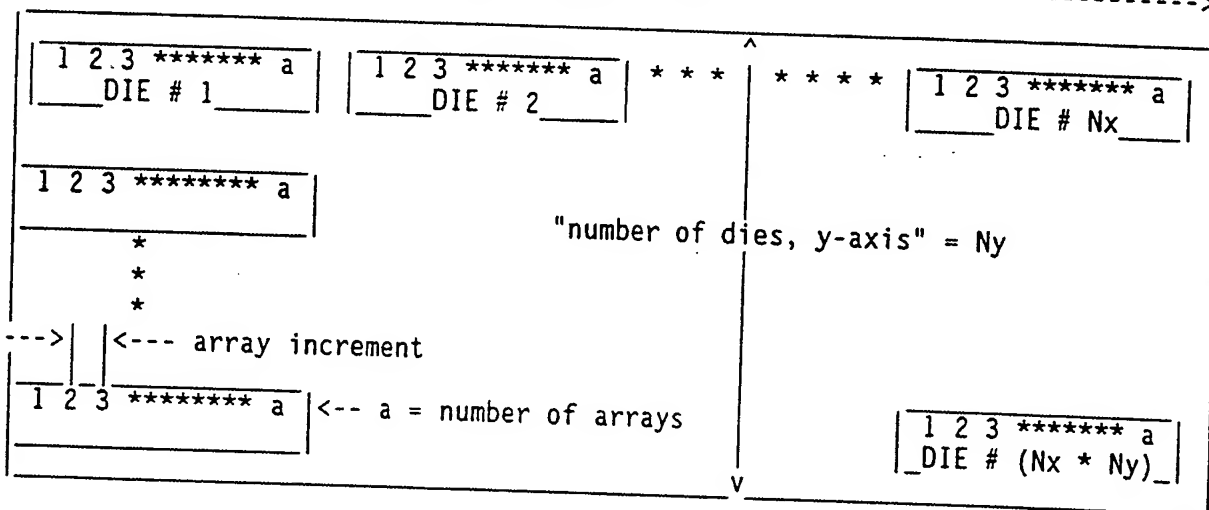 1 2.3 ******* a | 1 2 3 ******* a | * * * | * * * * | 1 2 3 ******* a
DIE # 1 DIE # 2 DIE # Nx
1 2 3 ******** a
*
"number of dies, y-axis" = Ny
*
*
--->| |<--- array increment
1 2 3 ******** a |<-- a = number of arrays
1 2 3 ******* a
DIE # (Nx * Ny)